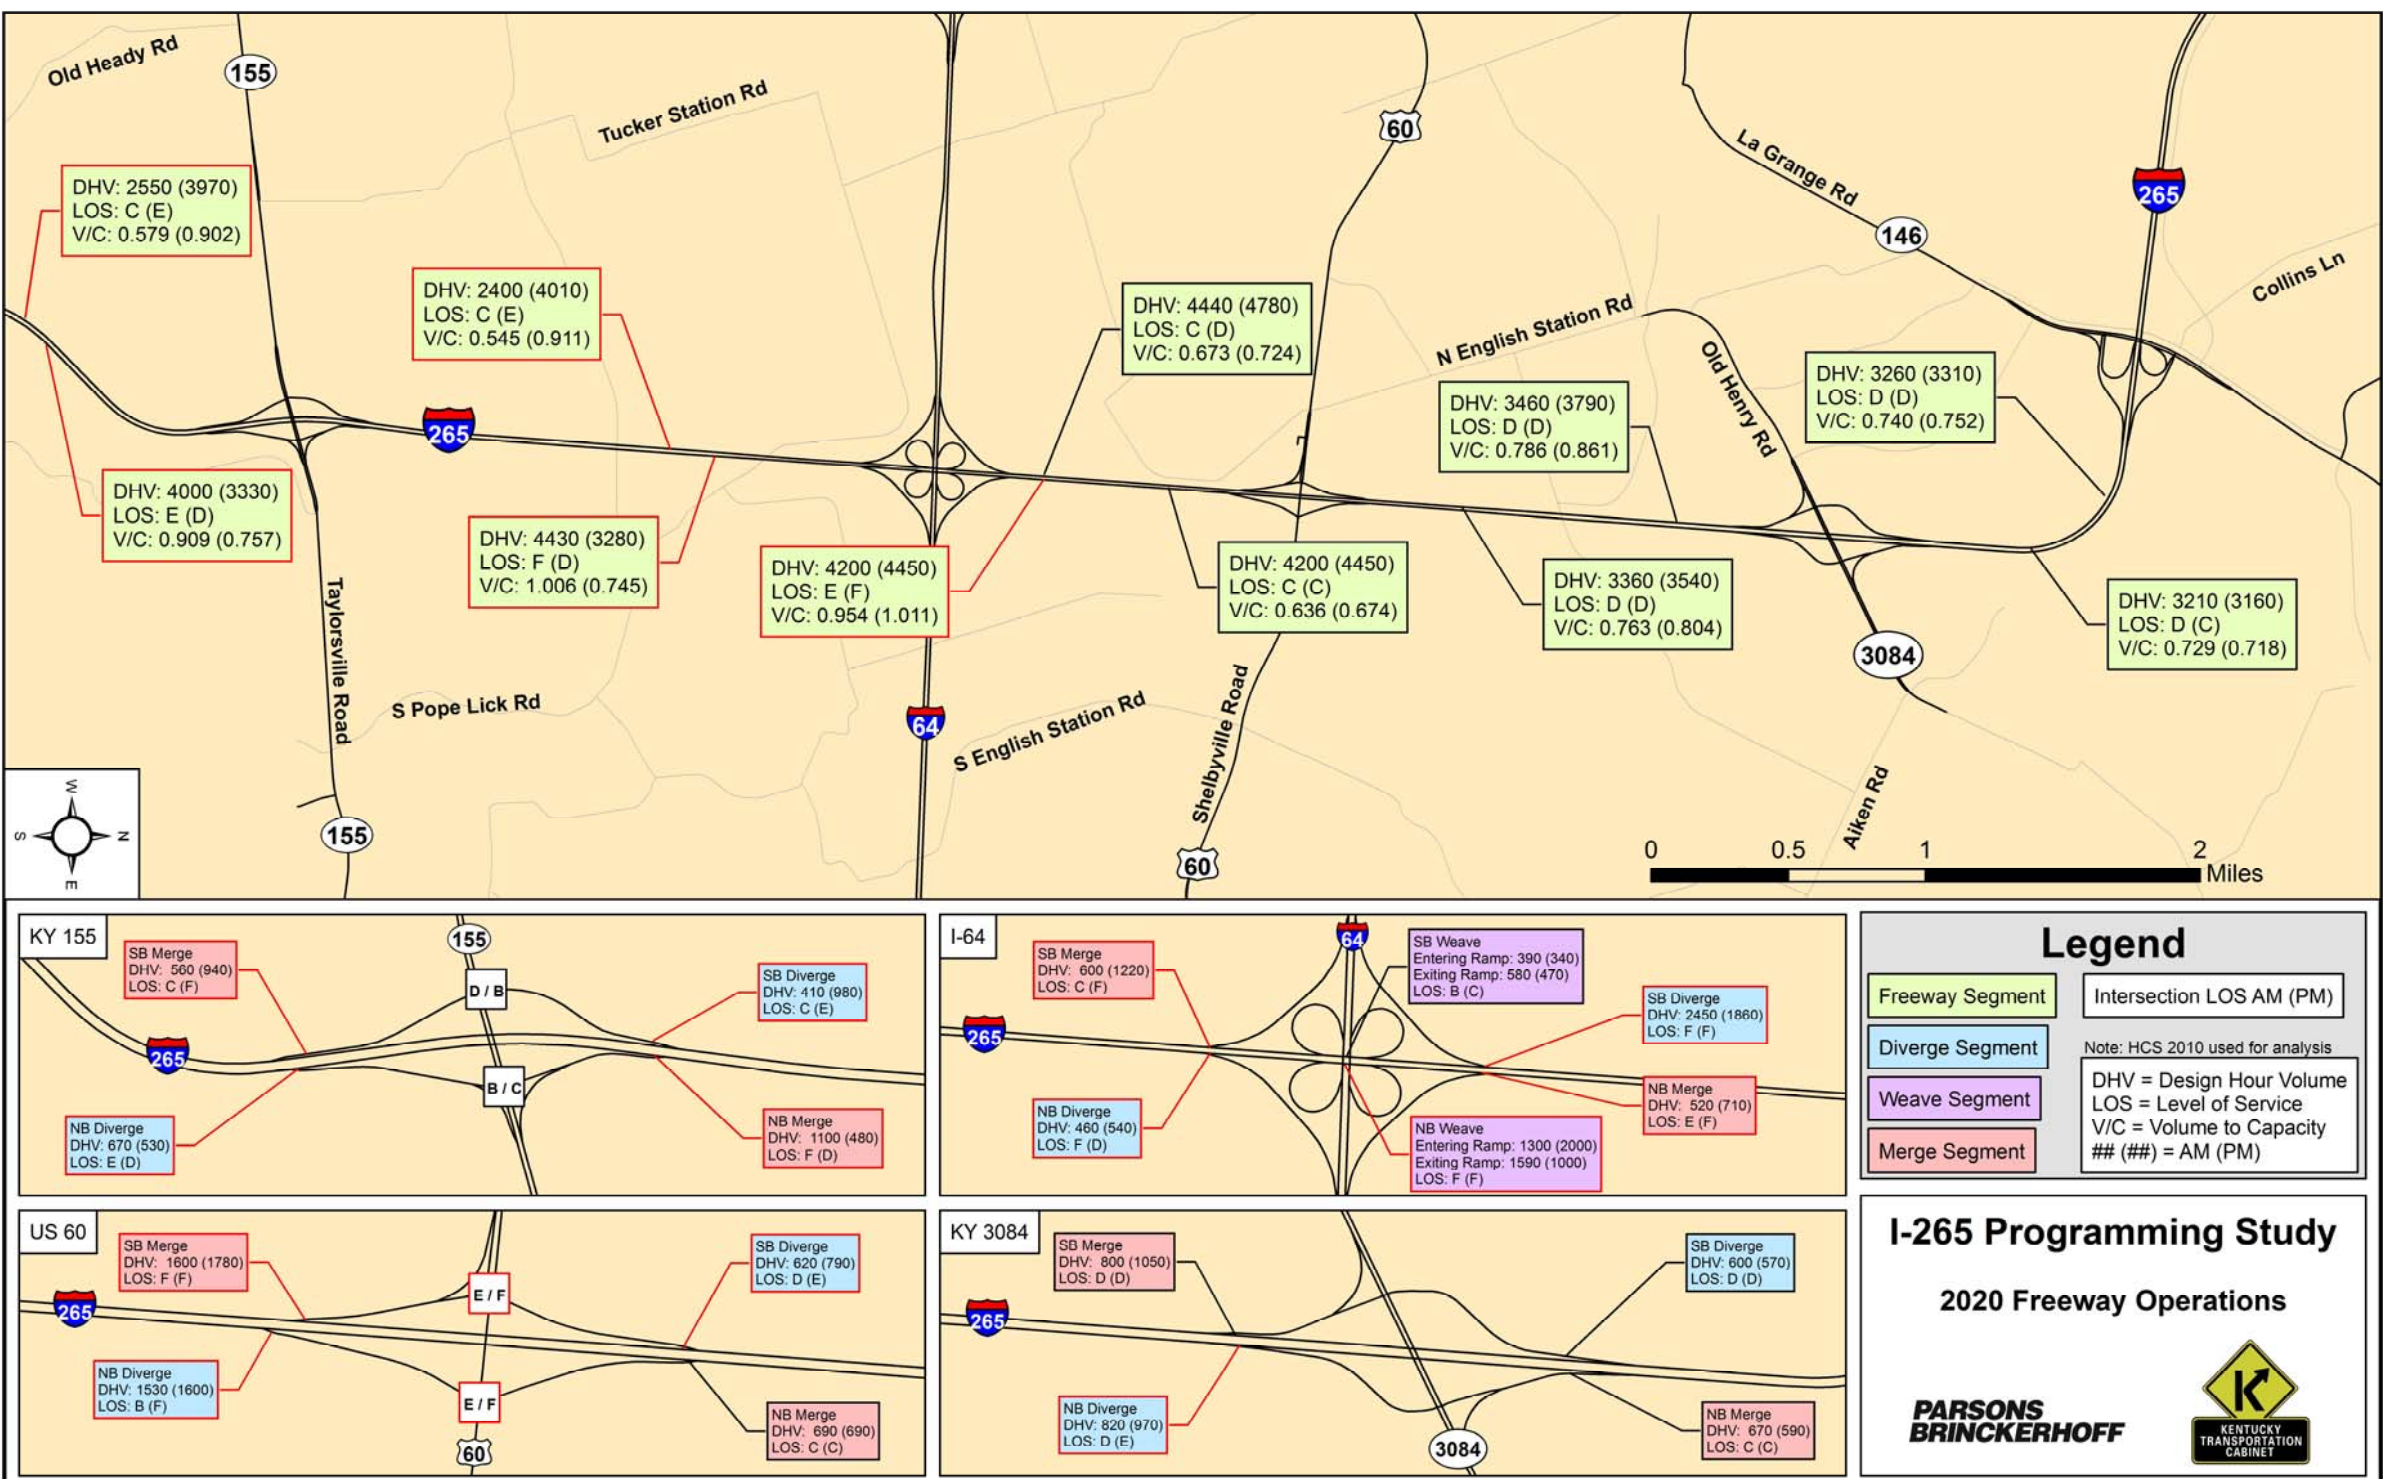 Old Heady Rd
155
Tucker Station Rd
60
La Grange Rd
265
146
Collins Ln
DHV: 2550 (3970)
LOS: C (E)
V/C: 0.579 (0.902)
DHV: 2400 (4010)
LOS: C (E)
V/C: 0.545 (0.911)
DHV: 4440 (4780)
LOS: C (D)
V/C: 0.673 (0.724)
N English Station Rd
Old Henry Rd
DHV: 3460 (3790)
LOS: D (D)
V/C: 0.786 (0.861)
DHV: 3260 (3310)
LOS: D (D)
V/C: 0.740 (0.752)
265
DHV: 4000 (3330)
LOS: E (D)
V/C: 0.909 (0.757)
DHV: 4430 (3280)
LOS: F (D)
V/C: 1.006 (0.745)
DHV: 4200 (4450)
LOS: E (F)
V/C: 0.954 (1.011)
DHV: 4200 (4450)
LOS: C (C)
V/C: 0.636 (0.674)
DHV: 3360 (3540)
LOS: D (D)
V/C: 0.763 (0.804)
DHV: 3210 (3160)
LOS: D (C)
V/C: 0.729 (0.718)
Taylorsville Road
S Pope Lick Rd
64
S English Station Rd
Shelbyville Road
3084
Aiken Rd
W
S
N
E
155
60
0 0.5 1 2
Miles
KY 155
155
SB Merge
DHV: 560 (940)
LOS: C (F)
D / B
SB Diverge
DHV: 410 (980)
LOS: C (E)
265
B / C
NB Diverge
DHV: 670 (530)
LOS: E (D)
NB Merge
DHV: 1100 (480)
LOS: F (D)
I-64
64
SB Merge
DHV: 600 (1220)
LOS: C (F)
SB Weave
Entering Ramp: 390 (340)
Exiting Ramp: 580 (470)
LOS: B (C)
SB Diverge
DHV: 2450 (1860)
LOS: F (F)
265
NB Diverge
DHV: 460 (540)
LOS: F (D)
NB Weave
Entering Ramp: 1300 (2000)
Exiting Ramp: 1590 (1000)
LOS: F (F)
NB Merge
DHV: 520 (710)
LOS: E (F)
Legend
Freeway Segment
Intersection LOS AM (PM)
Diverge Segment
Note: HCS 2010 used for analysis
Weave Segment
Merge Segment
DHV = Design Hour Volume
LOS = Level of Service
V/C = Volume to Capacity
## (##) = AM (PM)
US 60
SB Merge
DHV: 1600 (1780)
LOS: F (F)
E / F
SB Diverge
DHV: 620 (790)
LOS: D (E)
265
NB Diverge
DHV: 1530 (1600)
LOS: B (F)
E / F
60
NB Merge
DHV: 690 (690)
LOS: C (C)
KY 3084
SB Merge
DHV: 800 (1050)
LOS: D (D)
SB Diverge
DHV: 600 (570)
LOS: D (D)
265
NB Diverge
DHV: 820 (970)
LOS: D (E)
3084
NB Merge
DHV: 670 (590)
LOS: C (C)
I-265 Programming Study
2020 Freeway Operations
PARSONS
BRINCKERHOFF
K
KENTUCKY
TRANSPORTATION
CABINET